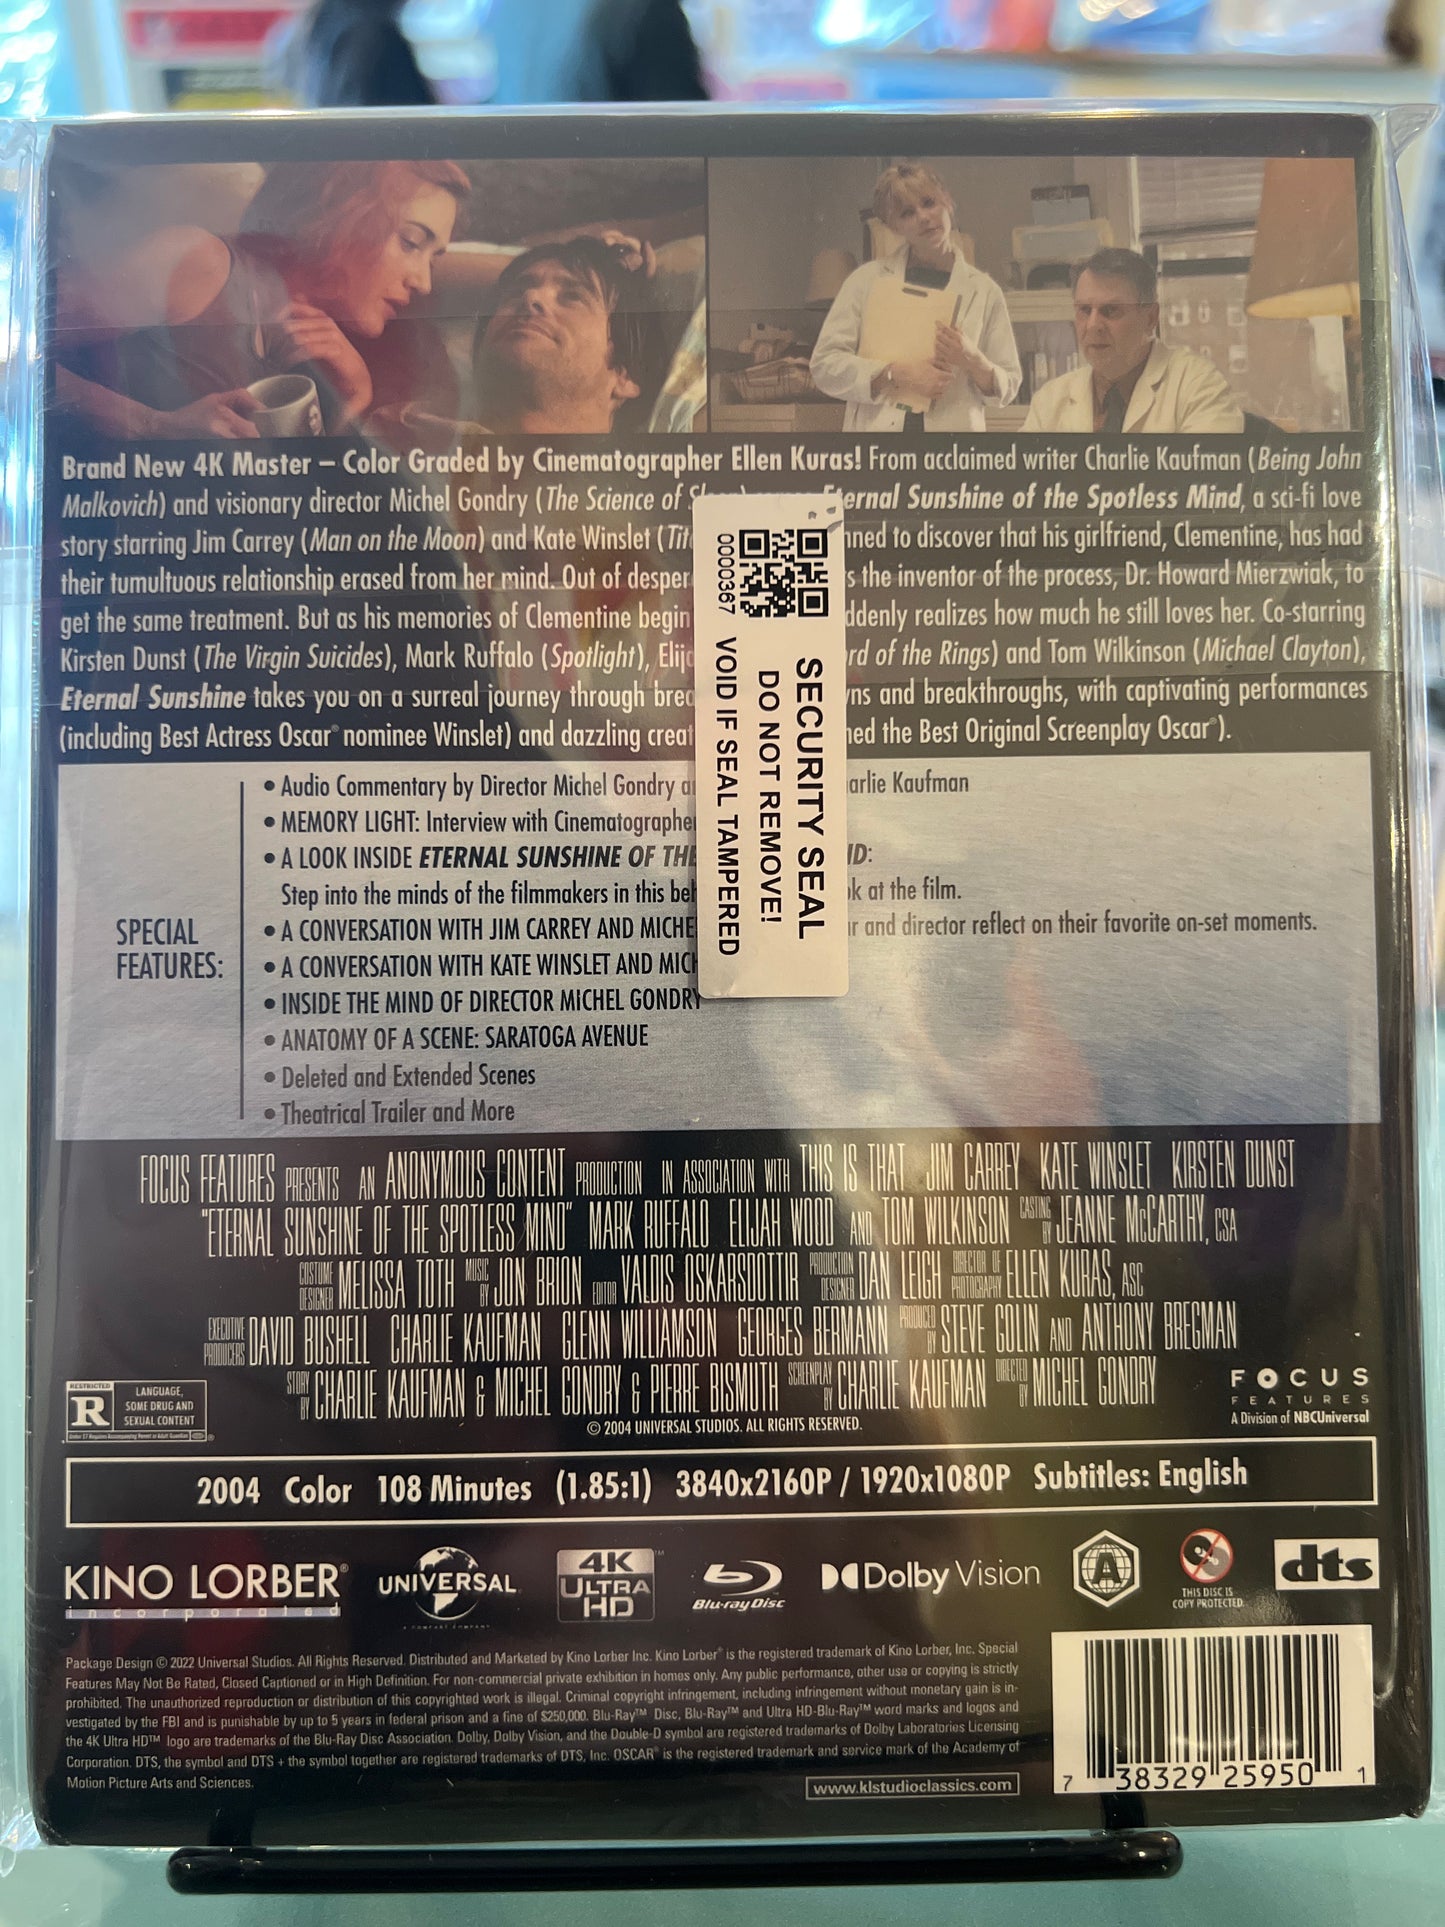 Brand New 4K Master – Color Graded by Cinematographer Ellen Kuras! From acclaimed writer Charlie Kaufman (Being John
Malkovich) and visionary director Michel Gondry (The Science of Eternal Sunshine of the Spotless Mind, a sci-fi love
story starring Jim Carrey (Man on the Moon) and Kate Winslet (Tit nned to discover that his girlfriend, Clementine, has had
their tumultuous relationship erased from her mind. Out of desper s the inventor of the process, Dr. Howard Mierzwiak, to
get the same treatment. But as his memories of Clementine begin ddenly realizes how much he still loves her. Co-starring
Kirsten Dunst (The Virgin Suicides), Mark Ruffalo (Spotlight), Elij rd of the Rings) and Tom Wilkinson (Michael Clayton),
Eternal Sunshine takes you on a surreal journey through brea ns and breakthroughs, with captivating performances
(including Best Actress Oscar® nominee Winslet) and dazzling creat ned the Best Original Screenplay Oscar®).
0000367
SECURITY SEAL
DO NOT REMOVE!
VOID IF SEAL TAMPERED
SPECIAL
FEATURES:
• Audio Commentary by Director Michel Gondry a arlie Kaufman
• MEMORY LIGHT: Interview with Cinematographe
• A LOOK INSIDE ETERNAL SUNSHINE OF THE ID:
Step into the minds of the filmmakers in this beh k at the film.
• A CONVERSATION WITH JIM CARREY AND MICHE r and director reflect on their favorite on-set moments.
• A CONVERSATION WITH KATE WINSLET AND MICH
• INSIDE THE MIND OF DIRECTOR MICHEL GONDRY
• ANATOMY OF A SCENE: SARATOGA AVENUE
• Deleted and Extended Scenes
• Theatrical Trailer and More
FOCUS FEATURES PRESENTS AN ANONYMOUS CONTENT PRODUCTION IN ASSOCIATION WITH THIS IS THAT JIM CARREY KATE WINSLET KIRSTEN DUNST
"ETERNAL SUNSHINE OF THE SPOTLESS MIND" MARK RUFFALO ELIJAH WOOD AND TOM WILKINSON CASTING BY JEANNE McCARTHY, CSA
COSTUME DESIGNER MELISSA TOTH MUSIC BY JON BRION EDITOR VALDIS OSKARSDOTTIR PRODUCTION DESIGNER DAN LEIGH DIRECTOR OF PHOTOGRAPHY ELLEN KURAS, ASC
EXECUTIVE PRODUCERS DAVID BUSHELL CHARLIE KAUFMAN GLENN WILLIAMSON GEORGES BERMANN PRODUCED BY STEVE GOLIN AND ANTHONY BREGMAN
STORY BY CHARLIE KAUFMAN & MICHEL GONDRY & PIERRE BISMUTH SCREENPLAY BY CHARLIE KAUFMAN DIRECTED BY MICHEL GONDRY
© 2004 UNIVERSAL STUDIOS. ALL RIGHTS RESERVED.
RESTRICTED
R
LANGUAGE,
SOME DRUG AND
SEXUAL CONTENT
Under 17 Requires Accompanying Parent or Adult Guardian
FOCUS
FEATURES
A Division of NBCUniversal
2004 Color 108 Minutes (1.85:1) 3840x2160P / 1920x1080P Subtitles: English
KINO LORBER®
incorporated
UNIVERSAL
A COMCAST COMPANY
4K
ULTRA
HD™
Blu-ray Disc
Dolby Vision
A
THIS DISC IS
COPY PROTECTED.
dts
Package Design © 2022 Universal Studios. All Rights Reserved. Distributed and Marketed by Kino Lorber Inc. Kino Lorber® is the registered trademark of Kino Lorber, Inc. Special
Features May Not Be Rated, Closed Captioned or in High Definition. For non-commercial private exhibition in homes only. Any public performance, other use or copying is strictly
prohibited. The unauthorized reproduction or distribution of this copyrighted work is illegal. Criminal copyright infringement, including infringement without monetary gain is in-
vestigated by the FBI and is punishable by up to 5 years in federal prison and a fine of $250,000. Blu-Ray™ Disc, Blu-Ray™ and Ultra HD-Blu-Ray™ word marks and logos and
the 4K Ultra HD™ logo are trademarks of the Blu-Ray Disc Association. Dolby, Dolby Vision, and the Double-D symbol are registered trademarks of Dolby Laboratories Licensing
Corporation. DTS, the symbol and DTS + the symbol together are registered trademarks of DTS, Inc. OSCAR® is the registered trademark and service mark of the Academy of
Motion Picture Arts and Sciences.
www.klstudioclassics.com
7 38329 25950 1